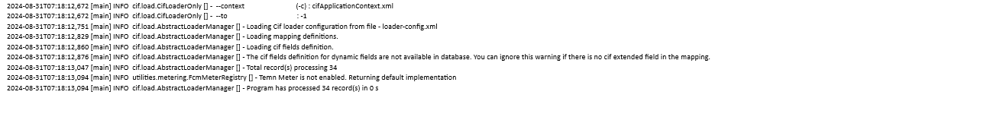 2024-08-31T07:18:12,672 [main] INFO  cif.load.CifLoaderOnly [] -  --context                         (-c) : cifApplicationContext.xml
2024-08-31T07:18:12,672 [main] INFO  cif.load.CifLoaderOnly [] -  --to                                  : -1
2024-08-31T07:18:12,751 [main] INFO  cif.load.AbstractLoaderManager [] - Loading Cif loader configuration from file - loader-config.xml
2024-08-31T07:18:12,829 [main] INFO  cif.load.AbstractLoaderManager [] - Loading mapping definitions.
2024-08-31T07:18:12,860 [main] INFO  cif.load.AbstractLoaderManager [] - Loading cif fields definition.
2024-08-31T07:18:12,876 [main] INFO  cif.load.AbstractLoaderManager [] - The cif fields definition for dynamic fields are not available in database. You can ignore this warning if there is no cif extended field in the mapping.
2024-08-31T07:18:13,047 [main] INFO  cif.load.AbstractLoaderManager [] - Total record(s) processing 34
2024-08-31T07:18:13,094 [main] INFO  utilities.metering.FcmMeterRegistry [] - Temn Meter is not enabled. Returning default implementation
2024-08-31T07:18:13,094 [main] INFO  cif.load.AbstractLoaderManager [] - Program has processed 34 record(s) in 0 s